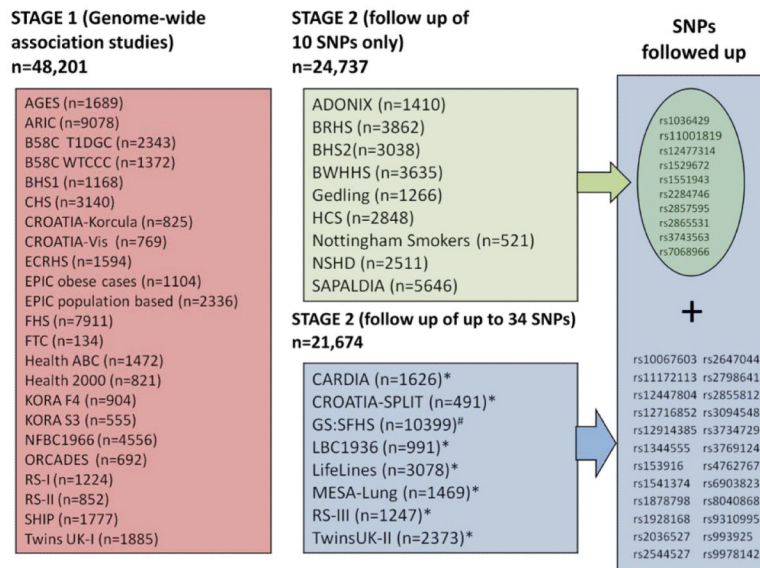 STAGE 1 (Genome-wide
association studies)
n=48,201
AGES (n=1689)
ARIC (n=9078)
B58C T1DGC (n=2343)
B58C WTCCC (n=1372)
BHS1 (n=1168)
CHS (n=3140)
CROATIA-Korcula (n=825)
CROATIA-Vis (n=769)
ECRHS (n=1594)
EPIC obese cases (n=1104)
EPIC population based (n=2336)
FHS (n=7911)
FTC (n=134)
Health ABC (n=1472)
Health 2000 (n=821)
KORA F4 (n=904)
KORA S3 (n=555)
NFBC1966 (n=4556)
ORCADES (n=692)
RS-I (n=1224)
RS-II (n=852)
SHIP (n=1777)
Twins UK-I (n=1885)
STAGE 2 (follow up of
10 SNPs only)
n=24,737
ADONIX (n=1410)
BRHS (n=3862)
BHS2(n=3038)
BWHHS (n=3635)
Gedling (n=1266)
HCS (n=2848)
Nottingham Smokers (n=521)
NSHD (n=2511)
SAPALDIA (n=5646)
STAGE 2 (follow up of up to 34 SNPs)
n=21,674
CARDIA (n=1626)*
CROATIA-SPLIT (n=491)*
GS:SFHS (n=10399)#
LBC1936 (n=991)*
LifeLines (n=3078)*
MESA-Lung (n=1469)*
RS-III (n=1247)*
TwinsUK-II (n=2373)*
SNPs
followed up
rs1036429
rs11001819
rs12477314
rs1529672
rs1551943
rs2284746
rs2857595
rs2865531
rs3743563
rs7068966
+
rs10067603 rs2647044
rs11172113 rs2798641
rs12447804 rs2855812
rs12716852 rs3094548
rs12914385 rs3734729
rs1344555 rs3769124
rs153916 rs4762767
rs1541374 rs6903823
rs1878798 rs8040868
rs1928168 rs9310995
rs2036527 rs993925
rs2544527 rs9978142